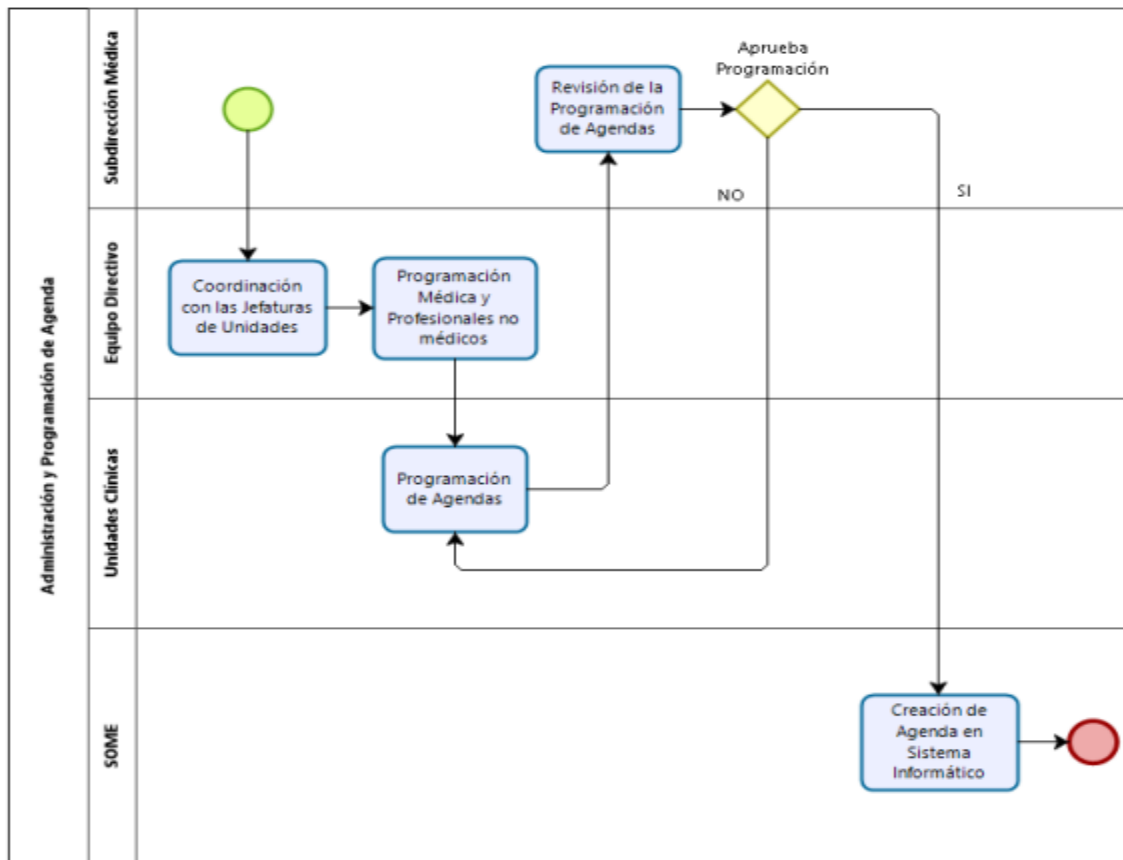 Administración y Programación de Agenda
Subdirección Médica
Revisión de la
Programación
de Agendas
Aprueba
Programación
NO
SI
Equipo Directivo
Coordinación
con las Jefaturas
de Unidades
Programación
Médica y
Profesionales no
médicos
Unidades Clínicas
Programación
de Agendas
SOME
Creación de
Agenda en
Sistema
Informático